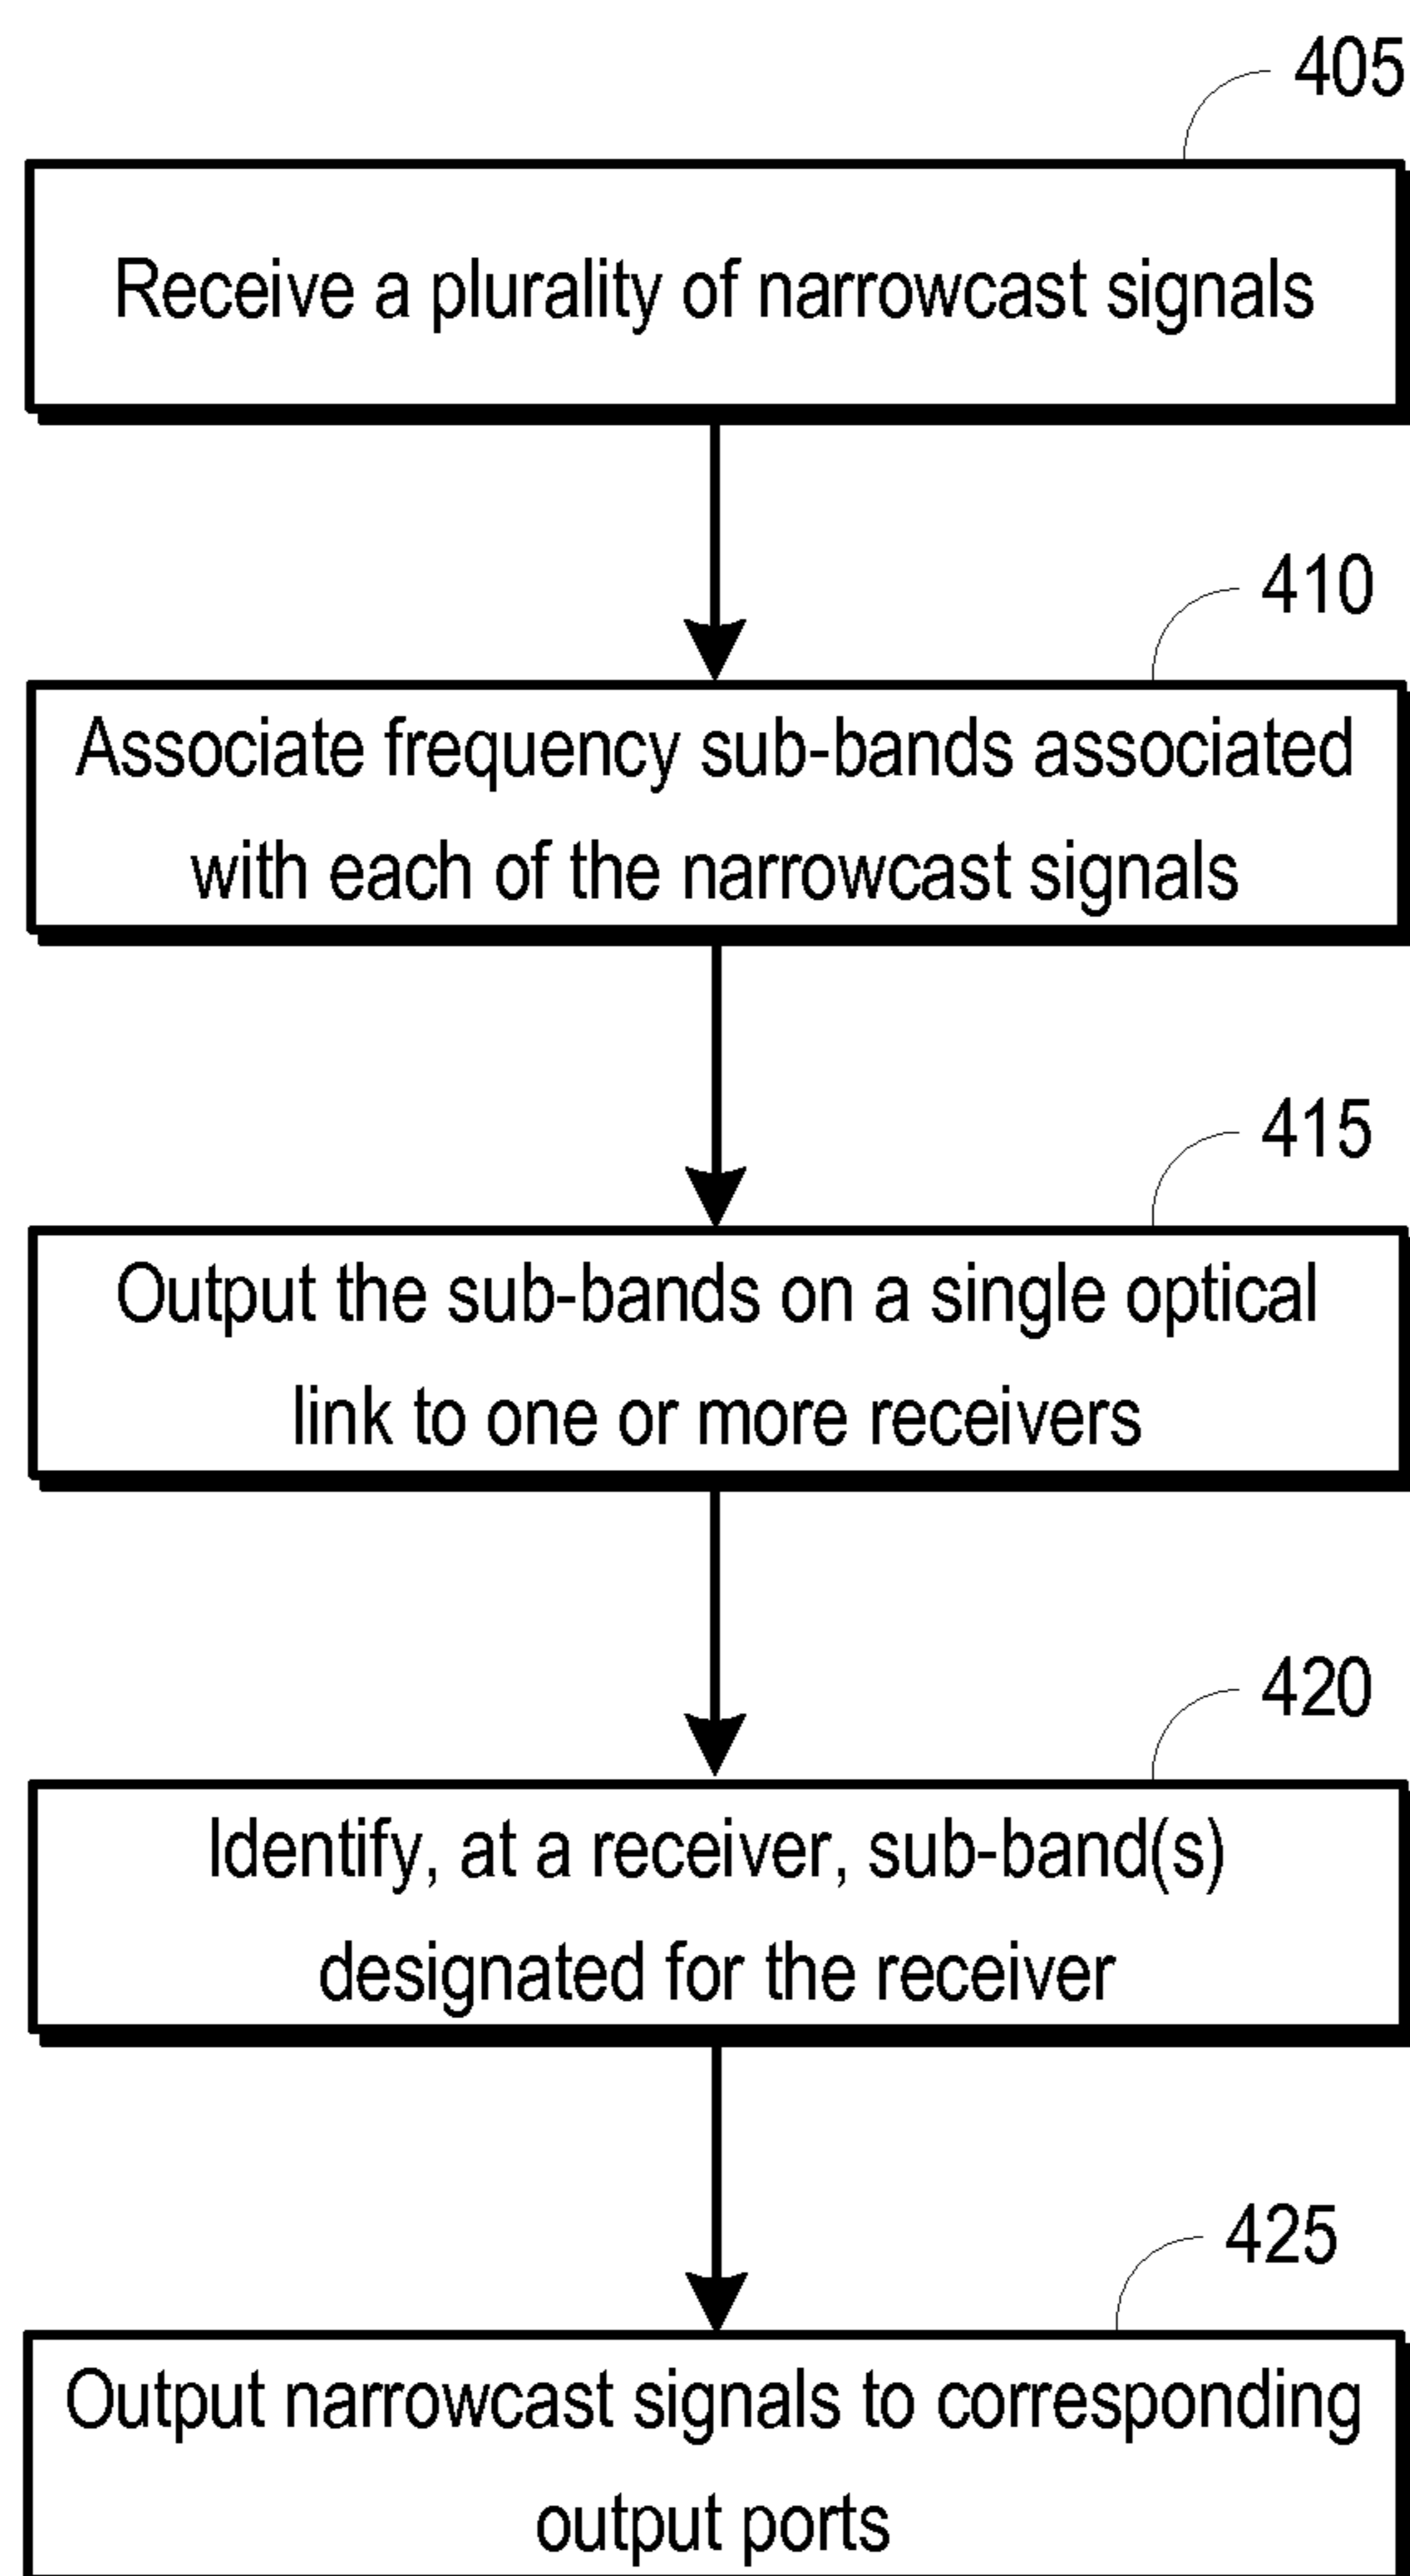 405
Receive a plurality of narrowcast signals
410
Associate frequency sub-bands associated
with each of the narrowcast signals
415
Output the sub-bands on a single optical
link to one or more receivers
420
Identify, at a receiver, sub-band(s)
designated for the receiver
425
Output narrowcast signals to corresponding
output ports